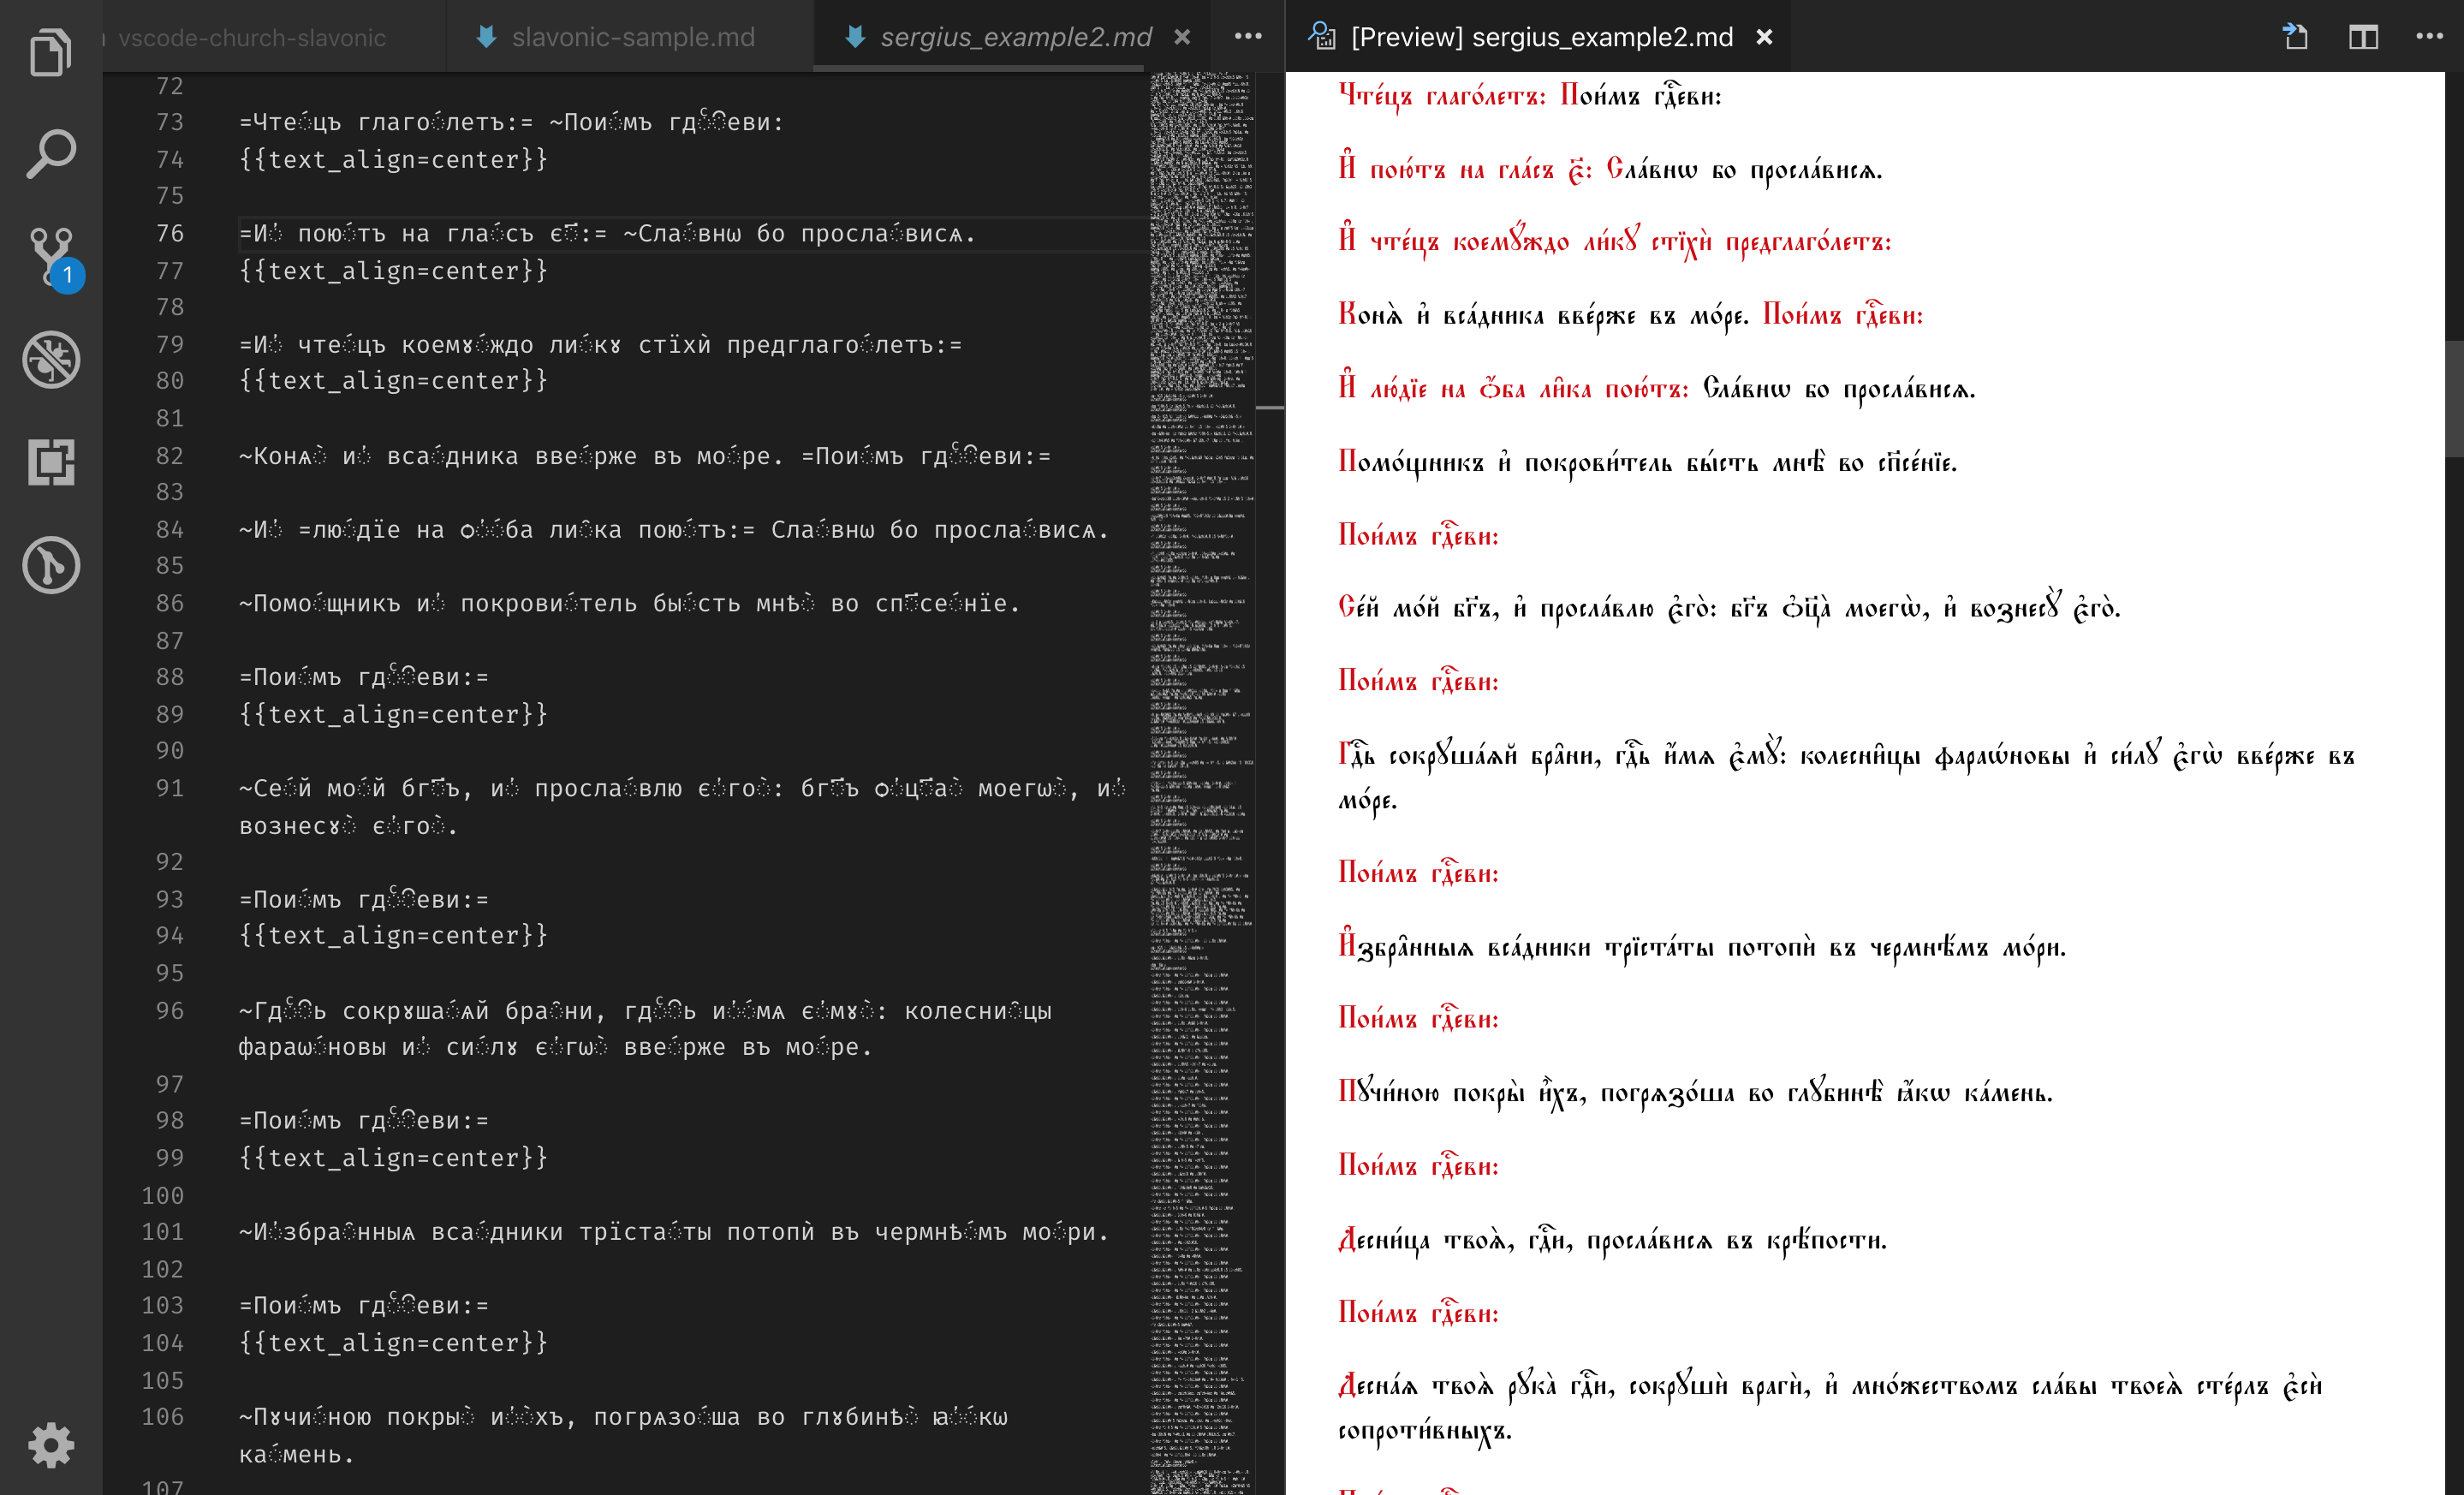 vscode-church-slavonic
slavonic-sample.md
sergius_example2.md
[Preview] sergius_example2.md
1
72
73 =Чте́цъ глаго́летъ:= ~Пои́мъ гдⷭ҇еви:
74 {{text_align=center}}
75
76 =И҆ пою́тъ на гла́съ є҃:= ~Сла́внѡ бо просла́висѧ.
77 {{text_align=center}}
78
79 =И҆ чте́цъ коемꙋ́ждо ли́кꙋ стїхѝ предглаго́летъ:=
80 {{text_align=center}}
81
82 ~Конѧ̀ и҆ вса́дника вве́рже въ мо́ре. =Пои́мъ гдⷭ҇еви:=
83
84 ~И҆ =лю́дїе на ѻ҆́ба ли̑ка пою́тъ:= Сла́внѡ бо просла́висѧ.
85
86 ~Помо́щникъ и҆ покрови́тель бы́сть мнѣ̀ во сп҃се́нїе.
87
88 =Пои́мъ гдⷭ҇еви:=
89 {{text_align=center}}
90
91 ~Се́й мо́й бг҃ъ, и҆ просла́влю є҆го̀: бг҃ъ ѻ҆ц҃а̀ моегѡ̀, и҆
вознесꙋ̀ є҆го̀.
92
93 =Пои́мъ гдⷭ҇еви:=
94 {{text_align=center}}
95
96 ~Гдⷭ҇ь сокрꙋша́ѧй бра̑ни, гдⷭ҇ь и҆́мѧ є҆мꙋ̀: колесни̑цы
фараѡ́новы и҆ си́лꙋ є҆гѡ̀ вве́рже въ мо́ре.
97
98 =Пои́мъ гдⷭ҇еви:=
99 {{text_align=center}}
100
101 ~И҆збра̑нныѧ вса́дники трїста́ты потопѝ въ чермнѣ́мъ мо́ри.
102
103 =Пои́мъ гдⷭ҇еви:=
104 {{text_align=center}}
105
106 ~Пꙋчи́ною покры̀ и҆̀хъ, погрѧзо́ша во глꙋбинѣ̀ ꙗ҆́кѡ
ка́мень.
107
Чте́цъ глаго́летъ: Пои́мъ гдⷭ҇еви:
И҆ пою́тъ на гла́съ є҃: Сла́внѡ бо просла́висѧ.
И҆ чте́цъ коемꙋ́ждо ли́кꙋ стїхѝ предглаго́летъ:
Конѧ̀ и҆ вса́дника вве́рже въ мо́ре. Пои́мъ гдⷭ҇еви:
И҆ лю́дїе на ѻ҆́ба ли̑ка пою́тъ: Сла́внѡ бо просла́висѧ.
Помо́щникъ и҆ покрови́тель бы́сть мнѣ̀ во сп҃се́нїе.
Пои́мъ гдⷭ҇еви:
Се́й мо́й бг҃ъ, и҆ просла́влю є҆го̀: бг҃ъ ѻ҆ц҃а̀ моегѡ̀, и҆ вознесꙋ̀ є҆го̀.
Пои́мъ гдⷭ҇еви:
Гдⷭ҇ь сокрꙋша́ѧй бра̑ни, гдⷭ҇ь и҆́мѧ є҆мꙋ̀: колесни̑цы фараѡ́новы и҆ си́лꙋ є҆гѡ̀ вве́рже въ
мо́ре.
Пои́мъ гдⷭ҇еви:
И҆збра̑нныѧ вса́дники трїста́ты потопѝ въ чермнѣ́мъ мо́ри.
Пои́мъ гдⷭ҇еви:
Пꙋчи́ною покры̀ и҆̀хъ, погрѧзо́ша во глꙋбинѣ̀ ꙗ҆́кѡ ка́мень.
Пои́мъ гдⷭ҇еви:
Десни́ца твоѧ̀, гдⷭ҇и, просла́висѧ въ крѣ́пости.
Пои́мъ гдⷭ҇еви:
Десна́ѧ твоѧ̀ рꙋка̀ гдⷭ҇и, сокрꙋшѝ врагѝ, и҆ мно́жествомъ сла́вы твоеѧ̀ сте́рлъ є҆сѝ
сопроти́вныхъ.